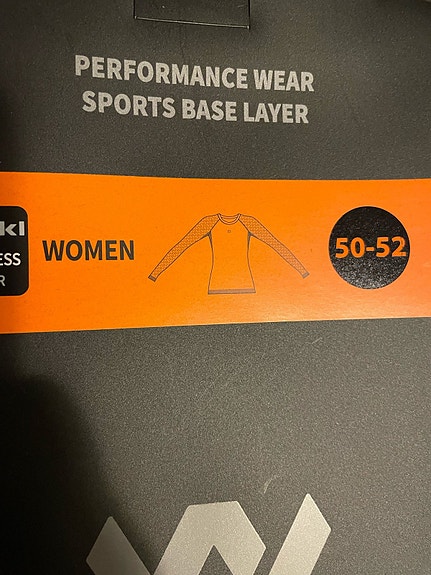 PERFORMANCE WEAR
SPORTS BASE LAYER
WOMEN
50-52